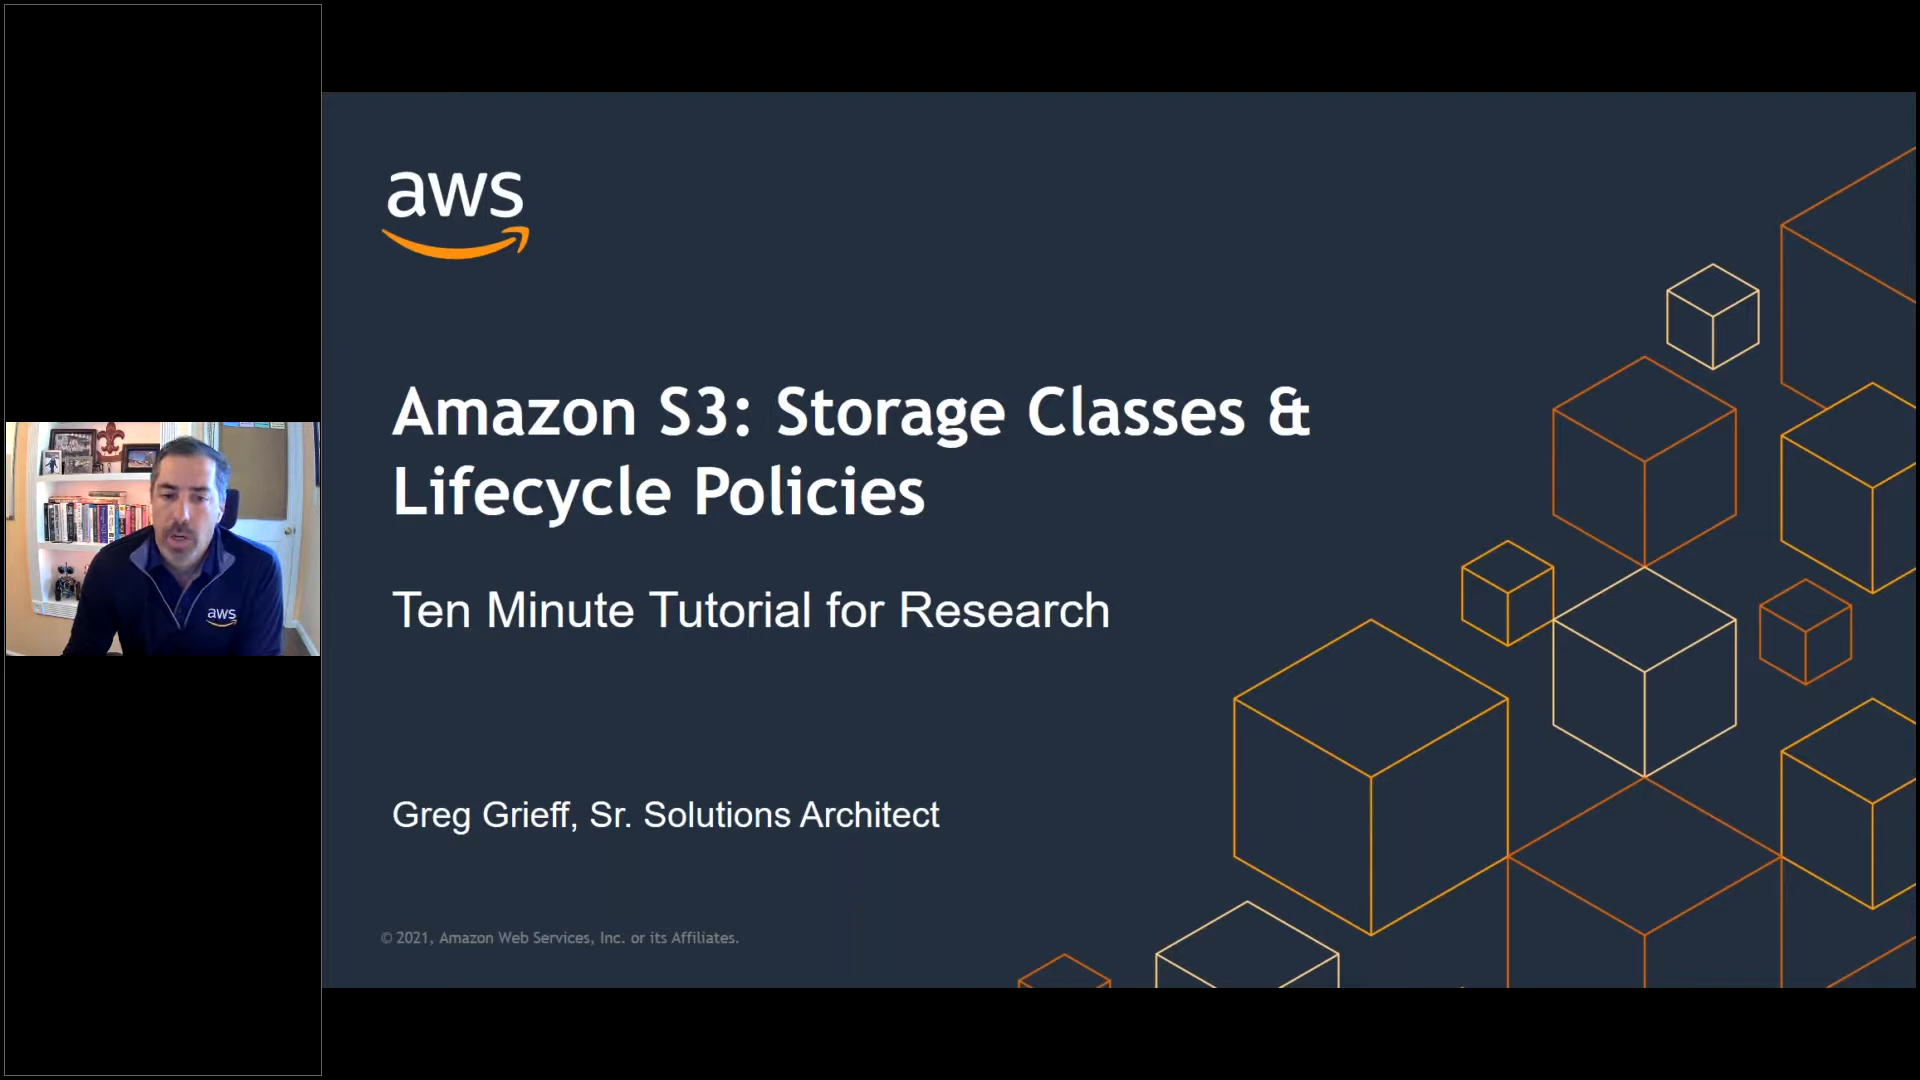 aws
Amazon S3: Storage Classes &
Lifecycle Policies
Ten Minute Tutorial for Research
Greg Grieff, Sr. Solutions Architect
© 2021, Amazon Web Services, Inc. or its Affiliates.
aws